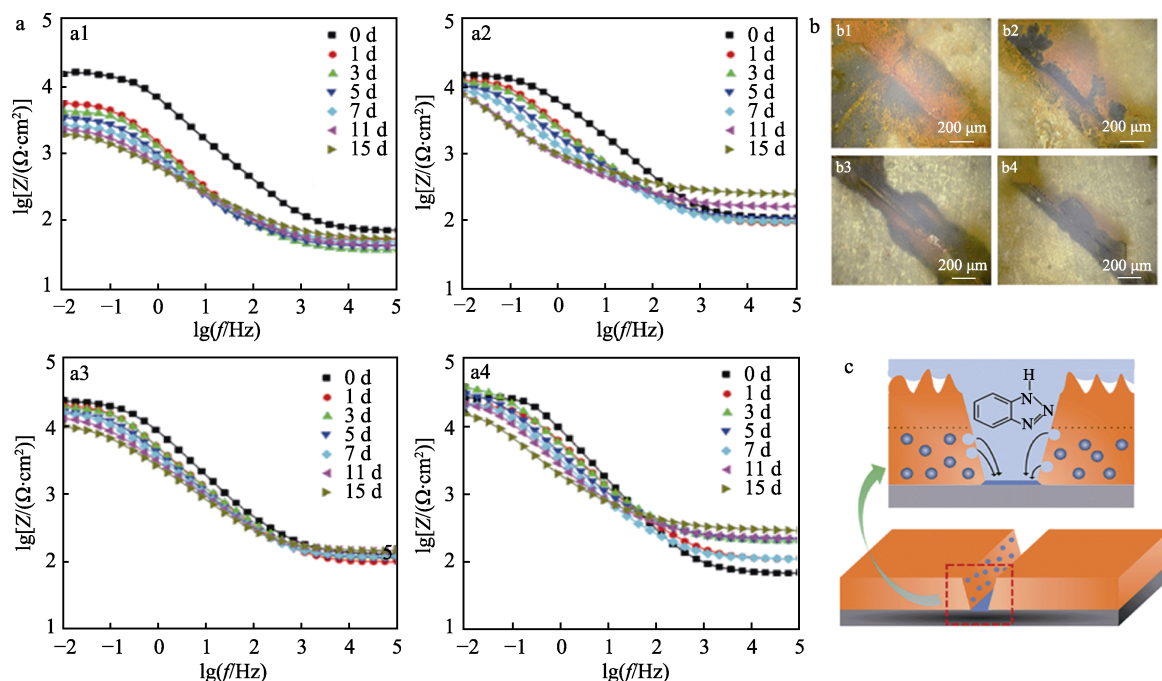 a
a1
lg[Z/(Ω·cm²)]
5
4
3
2
1
0 d
1 d
3 d
5 d
7 d
11 d
15 d
−2 −1 0 1 2 3 4 5
lg(f/Hz)
a2
lg[Z/(Ω·cm²)]
5
4
3
2
1
0 d
1 d
3 d
5 d
7 d
11 d
15 d
−2 −1 0 1 2 3 4 5
lg(f/Hz)
b
b1
200 μm
b2
200 μm
b3
200 μm
b4
200 μm
a3
lg[Z/(Ω·cm²)]
5
4
3
2
1
0 d
1 d
3 d
5 d
7 d
11 d
15 d
5
−2 −1 0 1 2 3 4 5
lg(f/Hz)
a4
lg[Z/(Ω·cm²)]
5
4
3
2
1
0 d
1 d
3 d
5 d
7 d
11 d
15 d
−2 −1 0 1 2 3 4 5
lg(f/Hz)
c
H
N
N
N